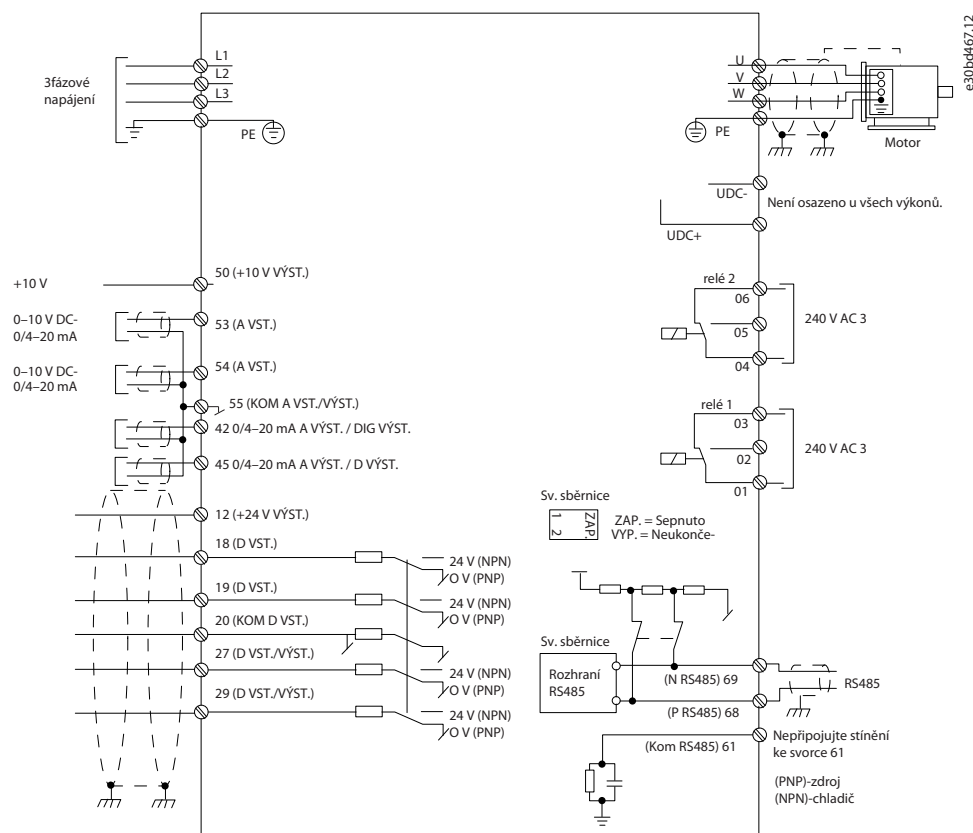 e30bd467.12
3fázové
napájení
L1
L2
L3
PE
U
V
W
PE
Motor
UDC-
Není osazeno u všech výkonů.
UDC+
+10 V
50 (+10 V VÝST.)
0–10 V DC-
0/4–20 mA
53 (A VST.)
0–10 V DC-
0/4–20 mA
54 (A VST.)
55 (KOM A VST./VÝST.)
42 0/4–20 mA A VÝST. / DIG VÝST.
45 0/4–20 mA A VÝST. / D VÝST.
12 (+24 V VÝST.)
18 (D VST.)
24 V (NPN)
O V (PNP)
19 (D VST.)
24 V (NPN)
O V (PNP)
20 (KOM D VST.)
27 (D VST./VÝST.)
24 V (NPN)
O V (PNP)
29 (D VST./VÝST.)
24 V (NPN)
O V (PNP)
relé 2
06
05
04
240 V AC 3
relé 1
03
02
01
240 V AC 3
Sv. sběrnice
1 2
ZAP.
ZAP. = Sepnuto
VYP. = Neukonče-
Sv. sběrnice
Rozhraní
RS485
(N RS485) 69
RS485
(P RS485) 68
(Kom RS485) 61
Nepřipojujte stínění
ke svorce 61
(PNP)-zdroj
(NPN)-chladič